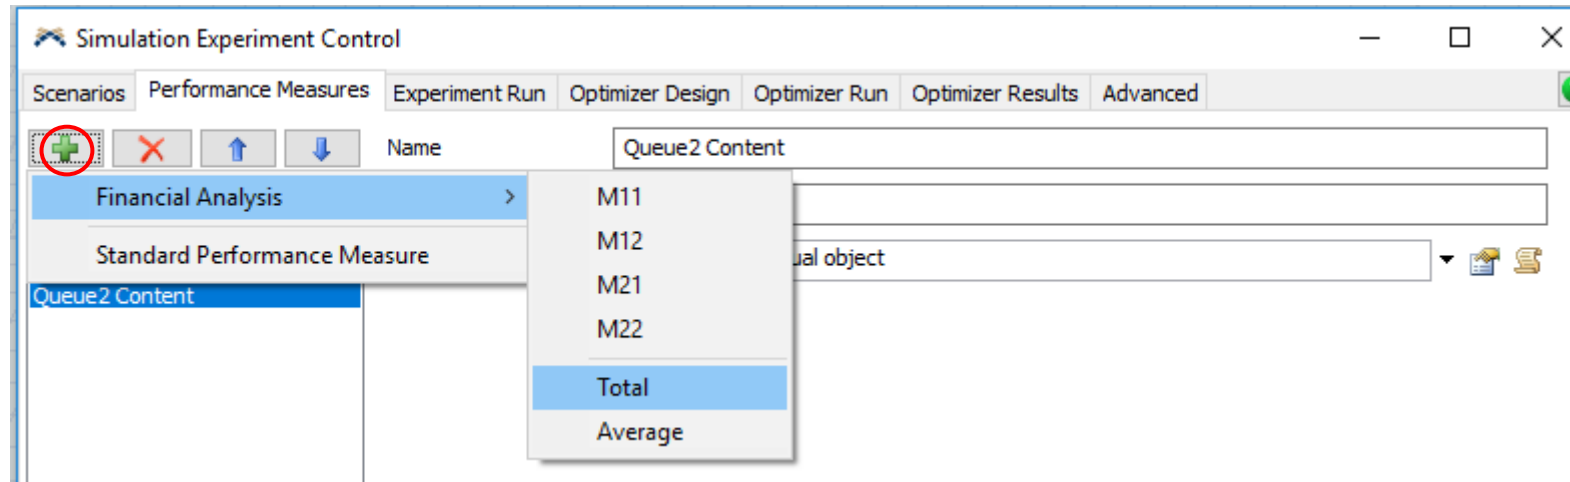 Simulation Experiment Control
Scenarios Performance Measures Experiment Run Optimizer Design Optimizer Run Optimizer Results Advanced
Name Queue2 Content
Financial Analysis
Standard Performance Measure
Queue2 Content
M11
M12
M21
M22
Total
Average
object